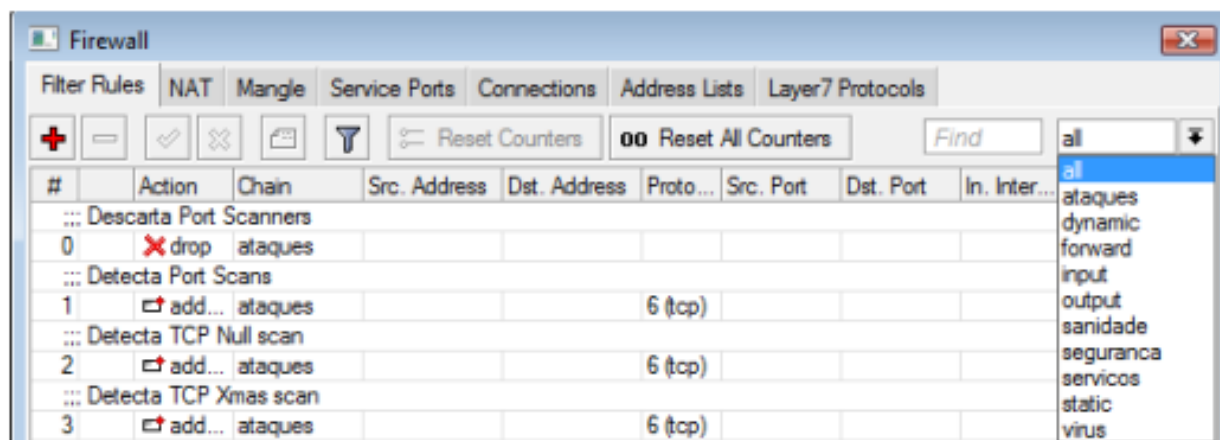 Firewall
Filter Rules NAT Mangle Service Ports Connections Address Lists Layer7 Protocols
Reset Counters 00 Reset All Counters Find all
# Action Chain Src. Address Dst. Address Proto... Src. Port Dst. Port In. Inter...
;;; Descarta Port Scanners
0 drop ataques
;;; Detecta Port Scans
1 add... ataques 6 (tcp)
;;; Detecta TCP Null scan
2 add... ataques 6 (tcp)
;;; Detecta TCP Xmas scan
3 add... ataques 6 (tcp)
all
ataques
dynamic
forward
input
output
sanidade
seguranca
servicos
static
virus